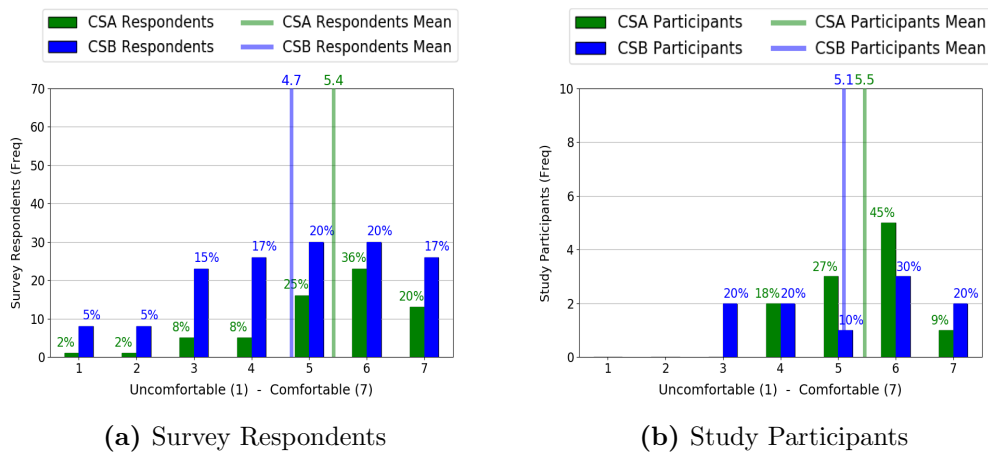 CSA Respondents CSA Respondents Mean
CSB Respondents CSB Respondents Mean
4.7 5.4
70
60
50
40
30
20
10
0
Survey Respondents (Freq)
2% 5% 2% 5% 8% 15% 8% 17% 25% 20% 36% 20% 20% 17%
1 2 3 4 5 6 7
Uncomfortable (1) - Comfortable (7)
(a) Survey Respondents
CSA Participants CSA Participants Mean
CSB Participants CSB Participants Mean
5.1 5.5
10
8
6
4
2
0
Study Participants (Freq)
20% 18% 20% 27% 10% 45% 30% 9% 20%
1 2 3 4 5 6 7
Uncomfortable (1) - Comfortable (7)
(b) Study Participants